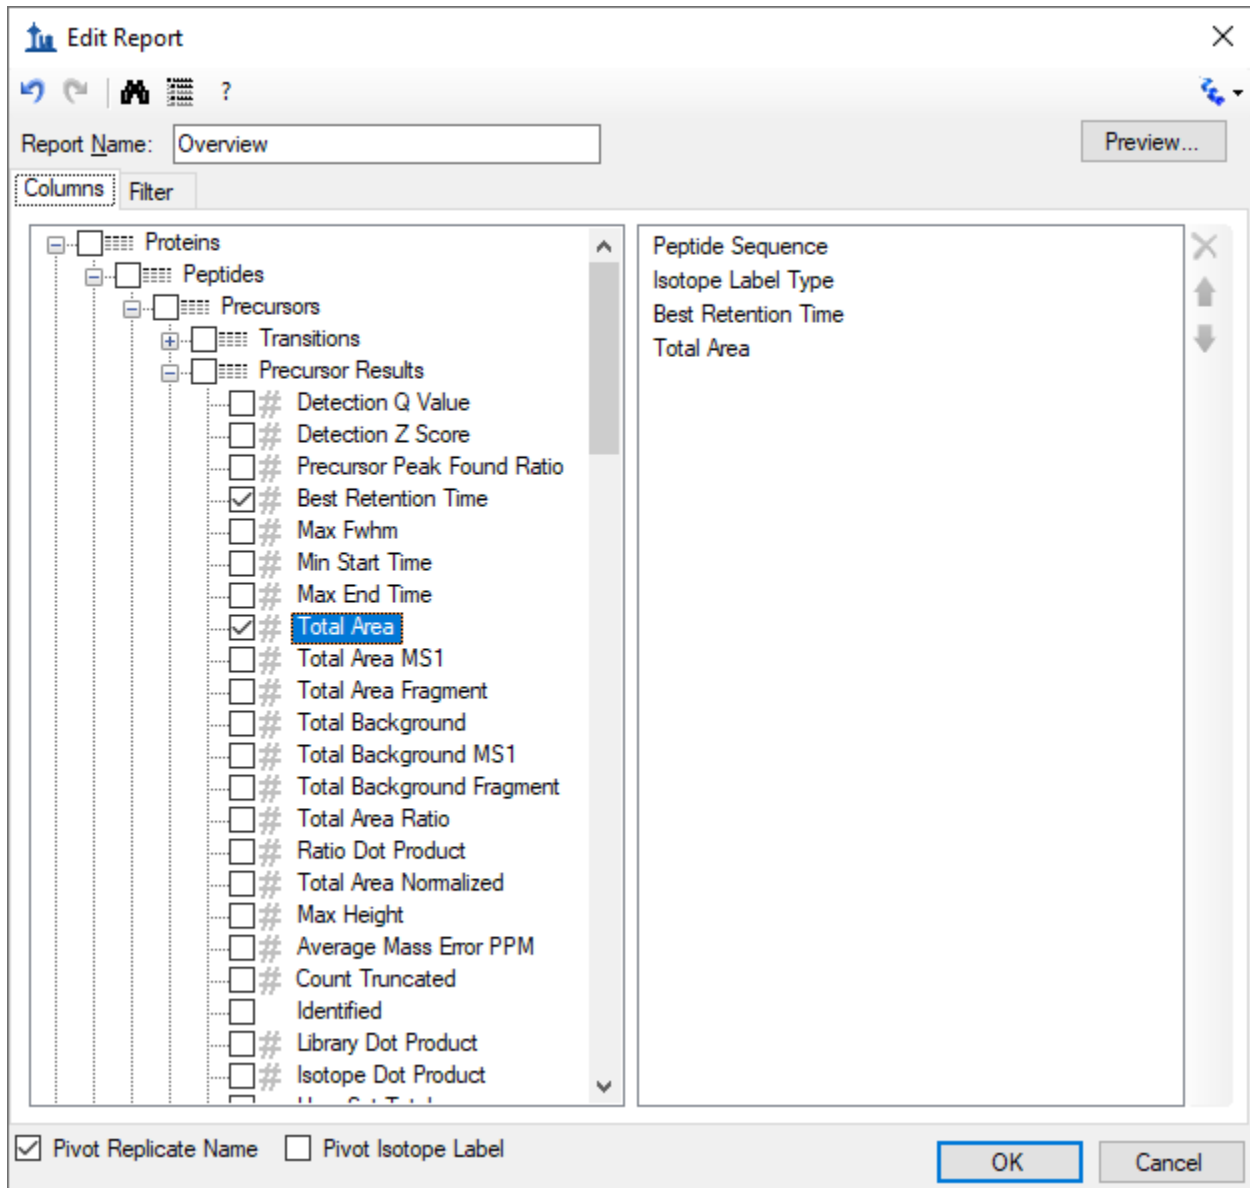 Edit Report
?
Report Name: Overview
Preview...
Columns Filter
Proteins
Peptides
Precursors
Transitions
Precursor Results
# Detection Q Value
# Detection Z Score
# Precursor Peak Found Ratio
# Best Retention Time
# Max Fwhm
# Min Start Time
# Max End Time
# Total Area
# Total Area MS1
# Total Area Fragment
# Total Background
# Total Background MS1
# Total Background Fragment
# Total Area Ratio
# Ratio Dot Product
# Total Area Normalized
# Max Height
# Average Mass Error PPM
# Count Truncated
Identified
# Library Dot Product
# Isotope Dot Product
Peptide Sequence
Isotope Label Type
Best Retention Time
Total Area
Pivot Replicate Name Pivot Isotope Label
OK Cancel